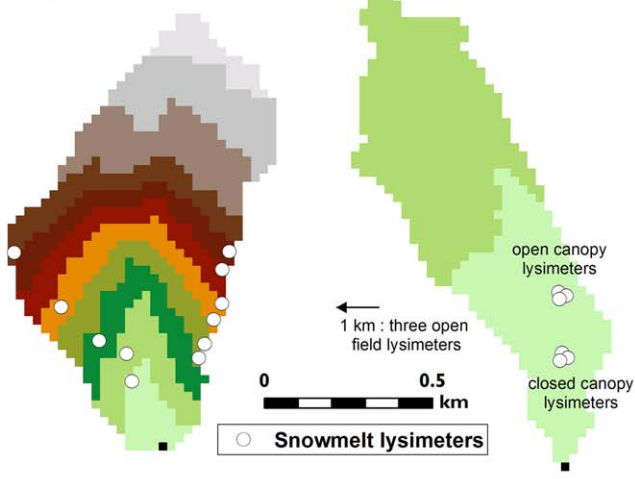 open canopy
lysimeters
1 km : three open
field lysimeters
closed canopy
lysimeters
0 0.5
km
Snowmelt lysimeters